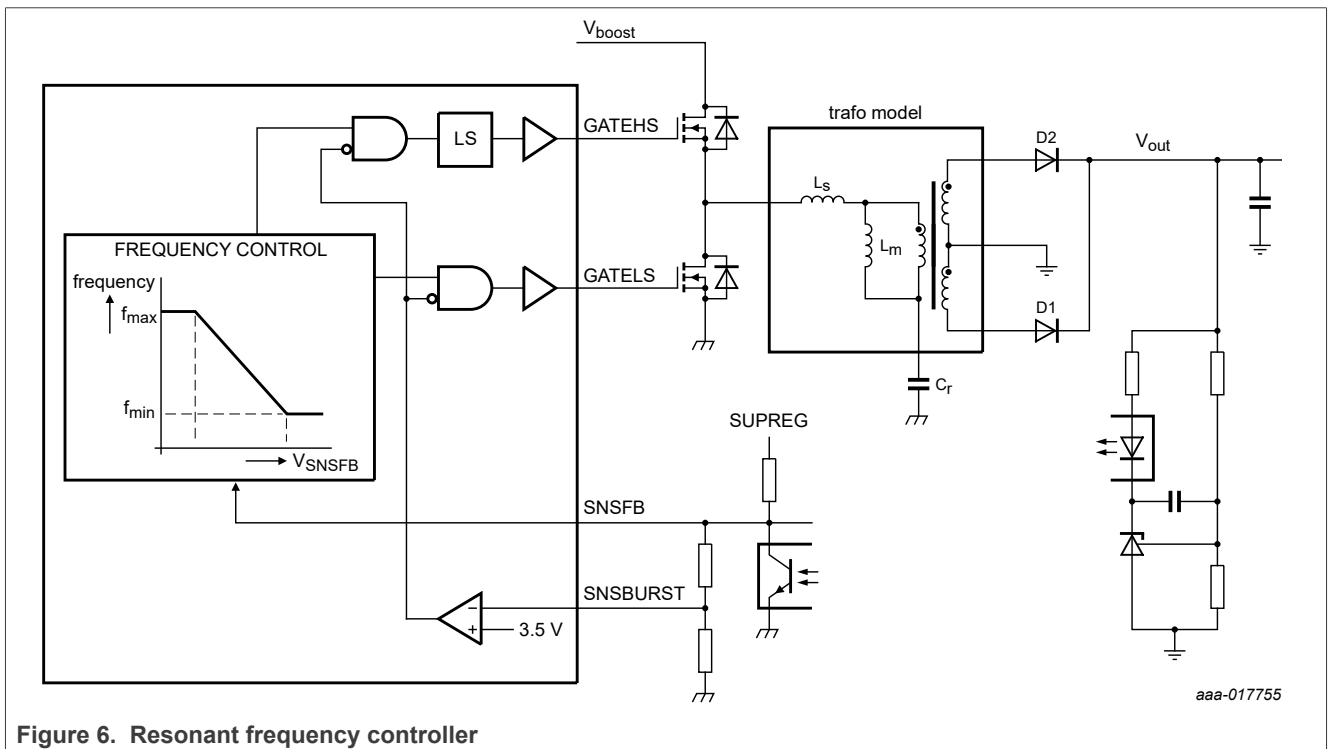 Vboost
trafo model
GATEHS
LS
D2
Vout
Ls
Lm
FREQUENCY CONTROL
frequency
fmax
fmin
VSNSFB
GATELS
D1
Cr
SUPREG
SNSFB
SNSBURST
−
+
3.5 V
aaa-017755
Figure 6. Resonant frequency controller